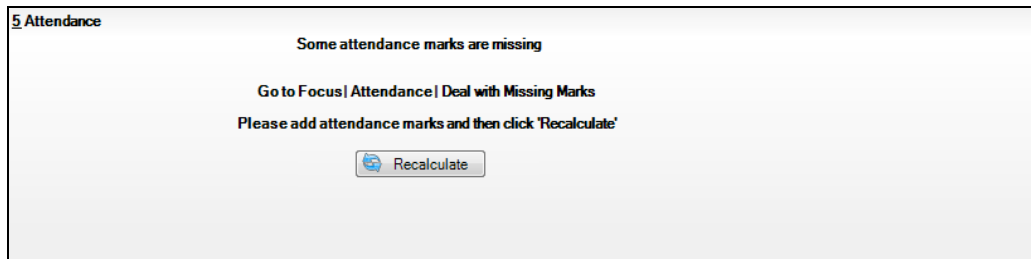 5 Attendance
Some attendance marks are missing
Go to Focus| Attendance| Deal with Missing Marks
Please add attendance marks and then click 'Recalculate'
Recalculate